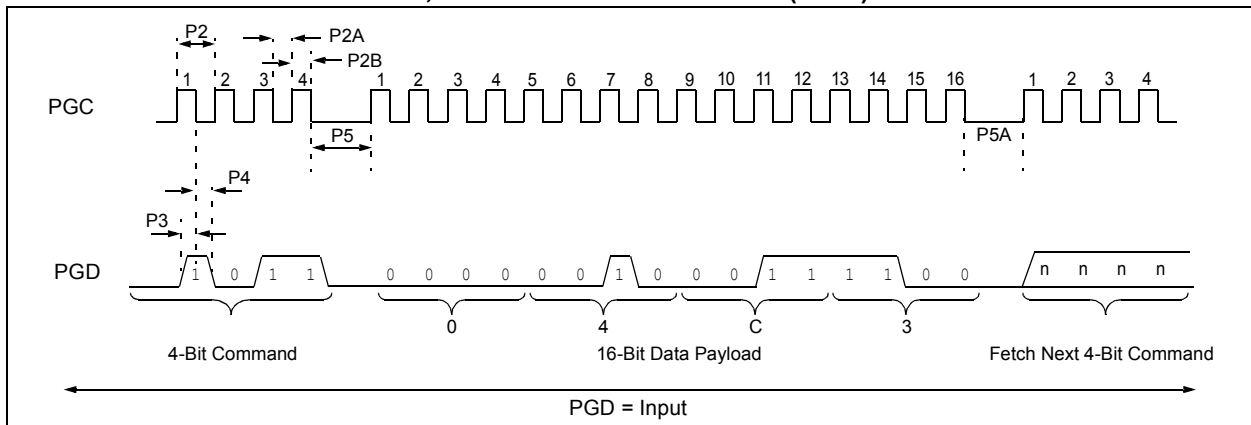 P2
P2A
P2B
PGC
1 2 3 4 1 2 3 4 5 6 7 8 9 10 11 12 13 14 15 16 1 2 3 4
P5
P5A
P4
P3
PGD
1 0 1 1 0 0 0 0 0 0 1 0 0 0 1 1 1 1 0 0 n n n n
0 4 C 3
4-Bit Command 16-Bit Data Payload Fetch Next 4-Bit Command
PGD = Input